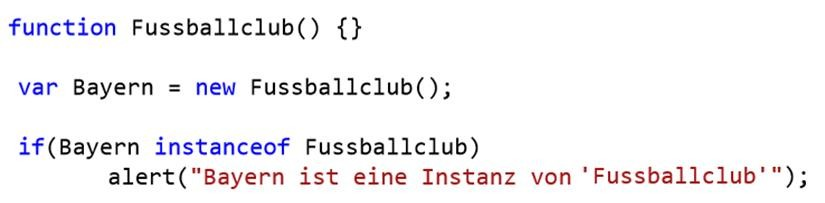 function Fussballclub() {}
var Bayern = new Fussballclub();
if(Bayern instanceof Fussballclub)
alert("Bayern ist eine Instanz von 'Fussballclub'");